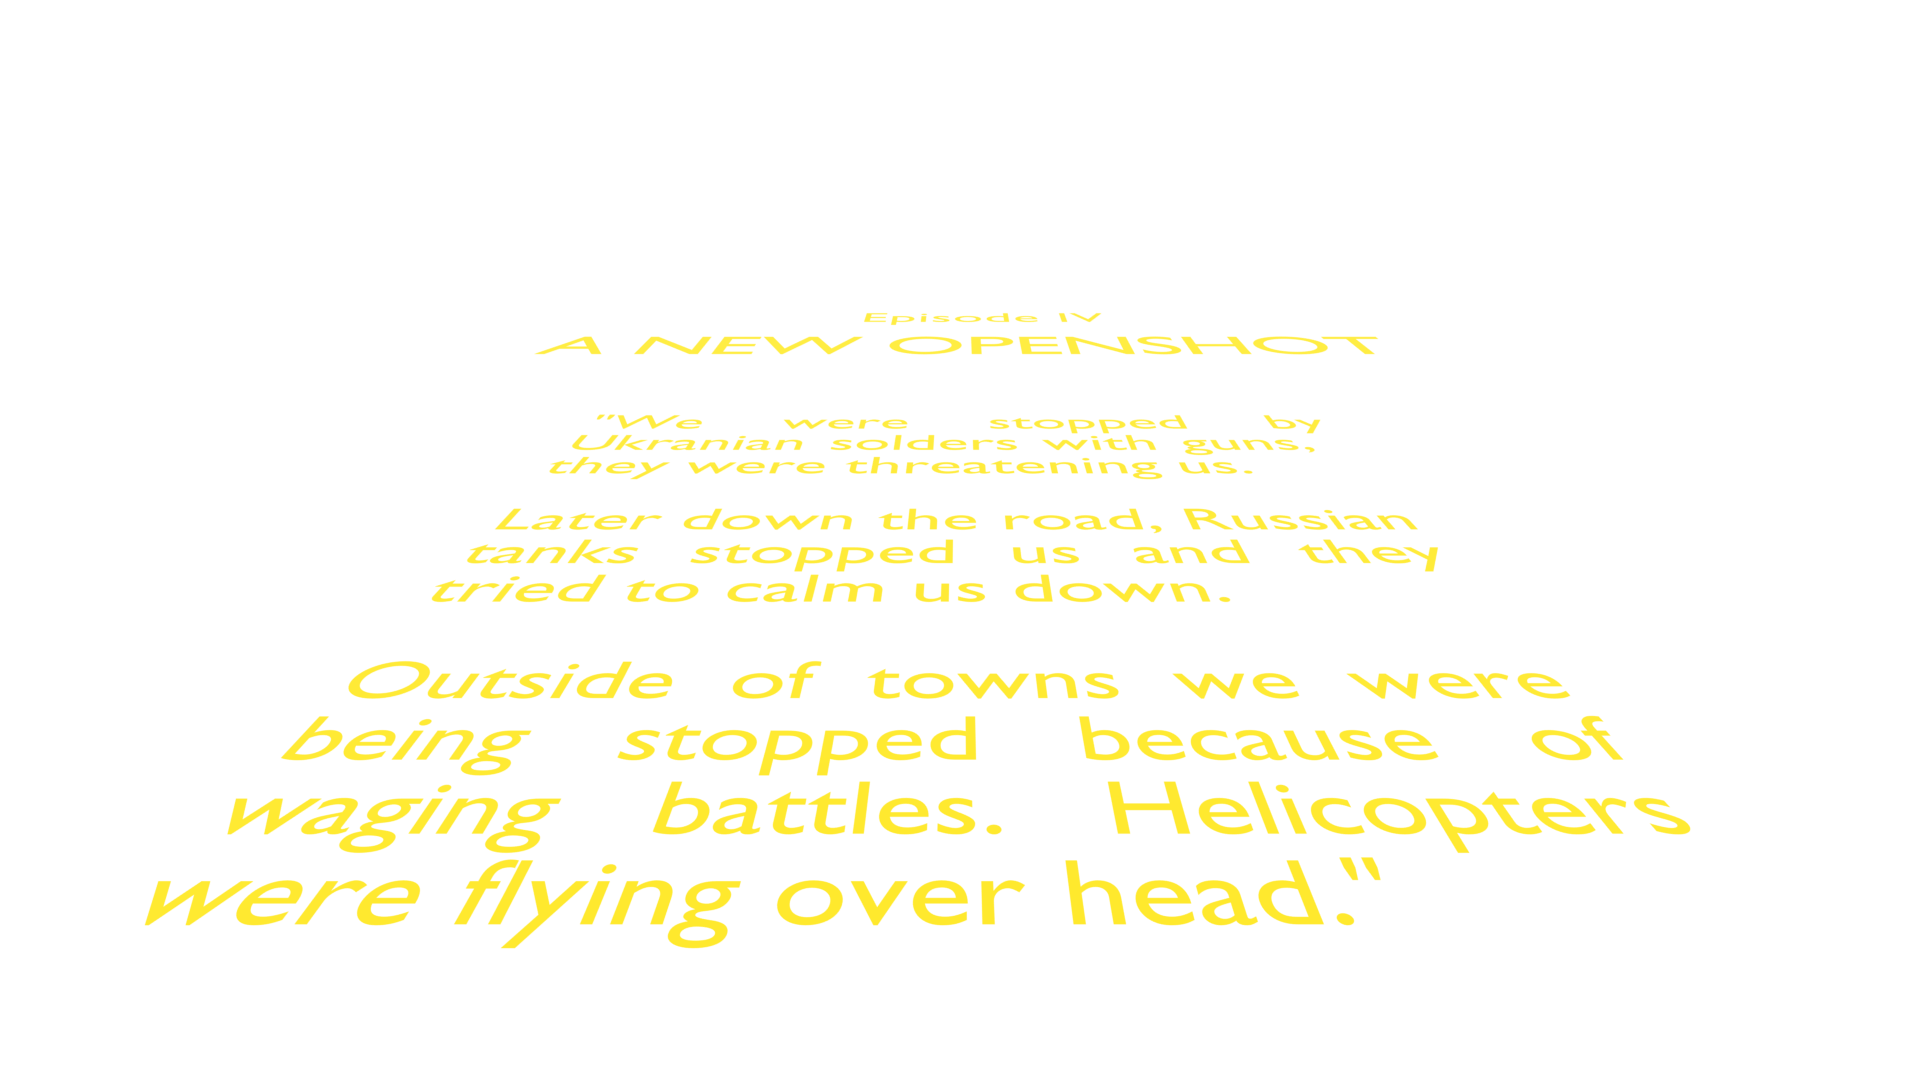 Episode IV
A NEW OPENSHOT
"We were stopped by
Ukranian solders with guns,
they were threatening us.
Later down the road, Russian
tanks stopped us and they
tried to calm us down.
Outside of towns we were
being stopped because of
waging battles. Helicopters
were flying over head."